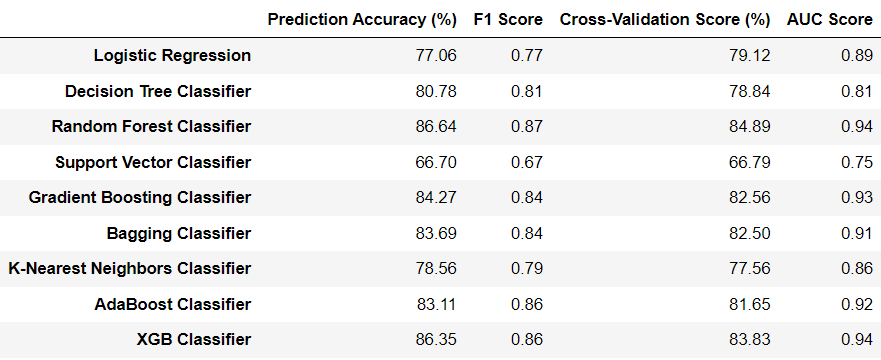 Prediction Accuracy (%) F1 Score Cross-Validation Score (%) AUC Score
Logistic Regression 77.06 0.77 79.12 0.89
Decision Tree Classifier 80.78 0.81 78.84 0.81
Random Forest Classifier 86.64 0.87 84.89 0.94
Support Vector Classifier 66.70 0.67 66.79 0.75
Gradient Boosting Classifier 84.27 0.84 82.56 0.93
Bagging Classifier 83.69 0.84 82.50 0.91
K-Nearest Neighbors Classifier 78.56 0.79 77.56 0.86
AdaBoost Classifier 83.11 0.86 81.65 0.92
XGB Classifier 86.35 0.86 83.83 0.94